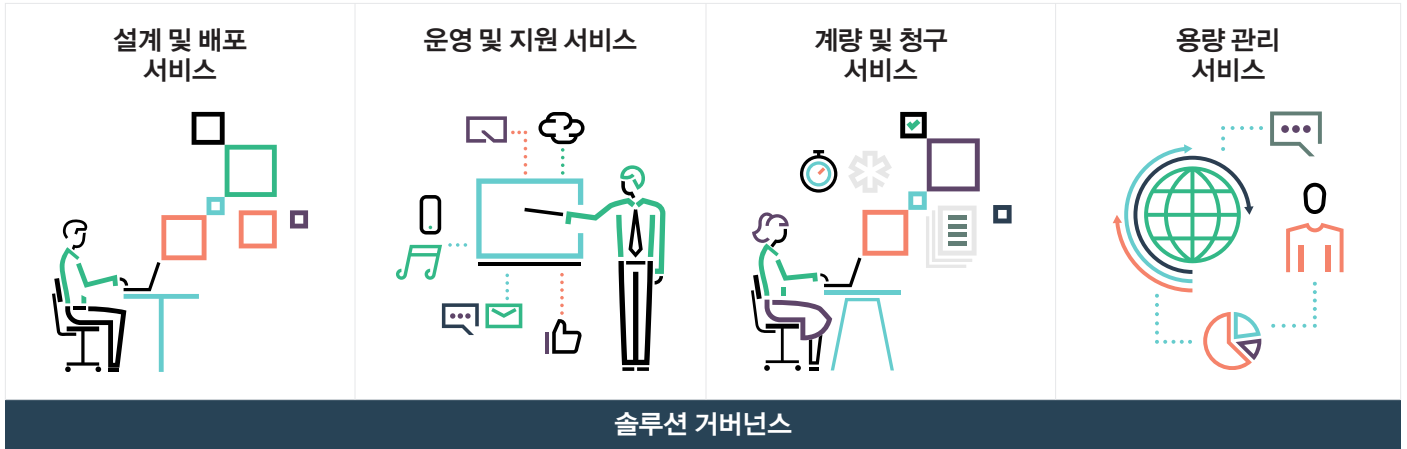 설계 및 배포
서비스
운영 및 지원 서비스
계량 및 청구
서비스
용량 관리
서비스
솔루션 거버넌스